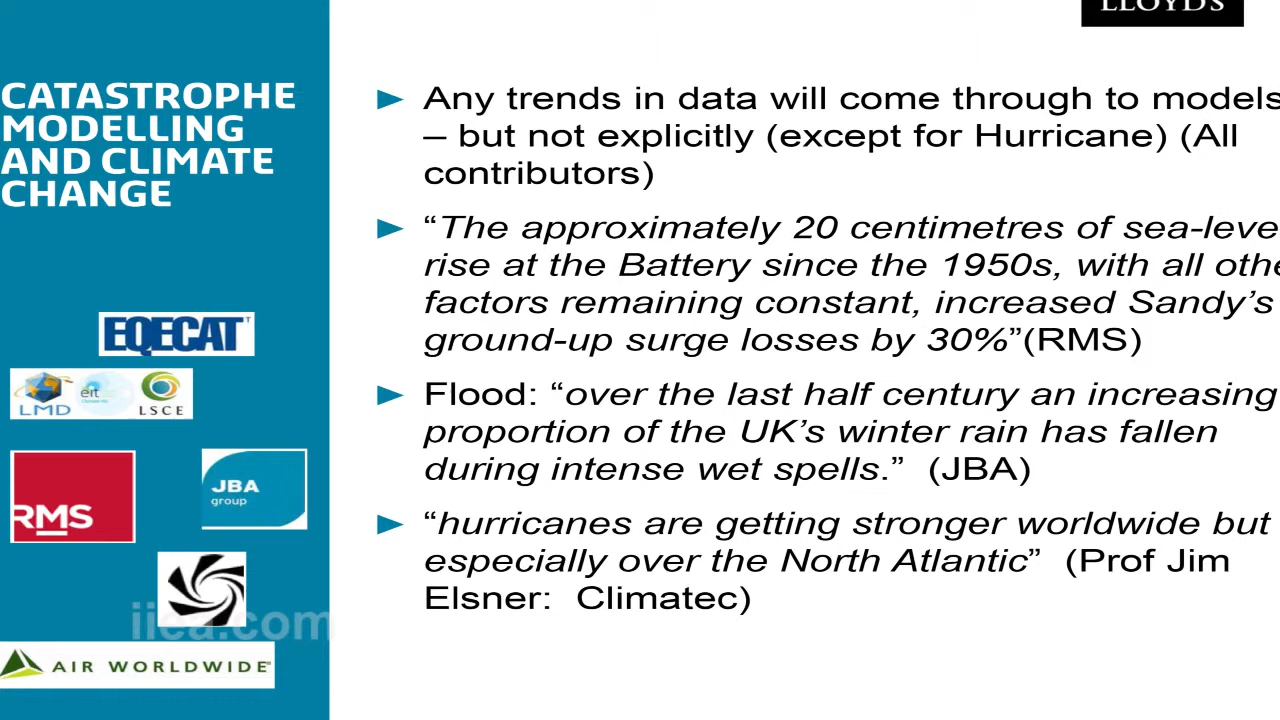 LLOYD'S
CATASTROPHE
MODELLING
AND CLIMATE
CHANGE
► Any trends in data will come through to models
– but not explicitly (except for Hurricane) (All
contributors)
► “The approximately 20 centimetres of sea-leve
rise at the Battery since the 1950s, with all othe
factors remaining constant, increased Sandy’s
ground-up surge losses by 30%”(RMS)
► Flood: “over the last half century an increasing
proportion of the UK’s winter rain has fallen
during intense wet spells.” (JBA)
► “hurricanes are getting stronger worldwide but
especially over the North Atlantic” (Prof Jim
Elsner: Climatec)
EQECAT
LMD eit LSCE
RMS
JBA
group
iiea.com
AIR WORLDWIDE